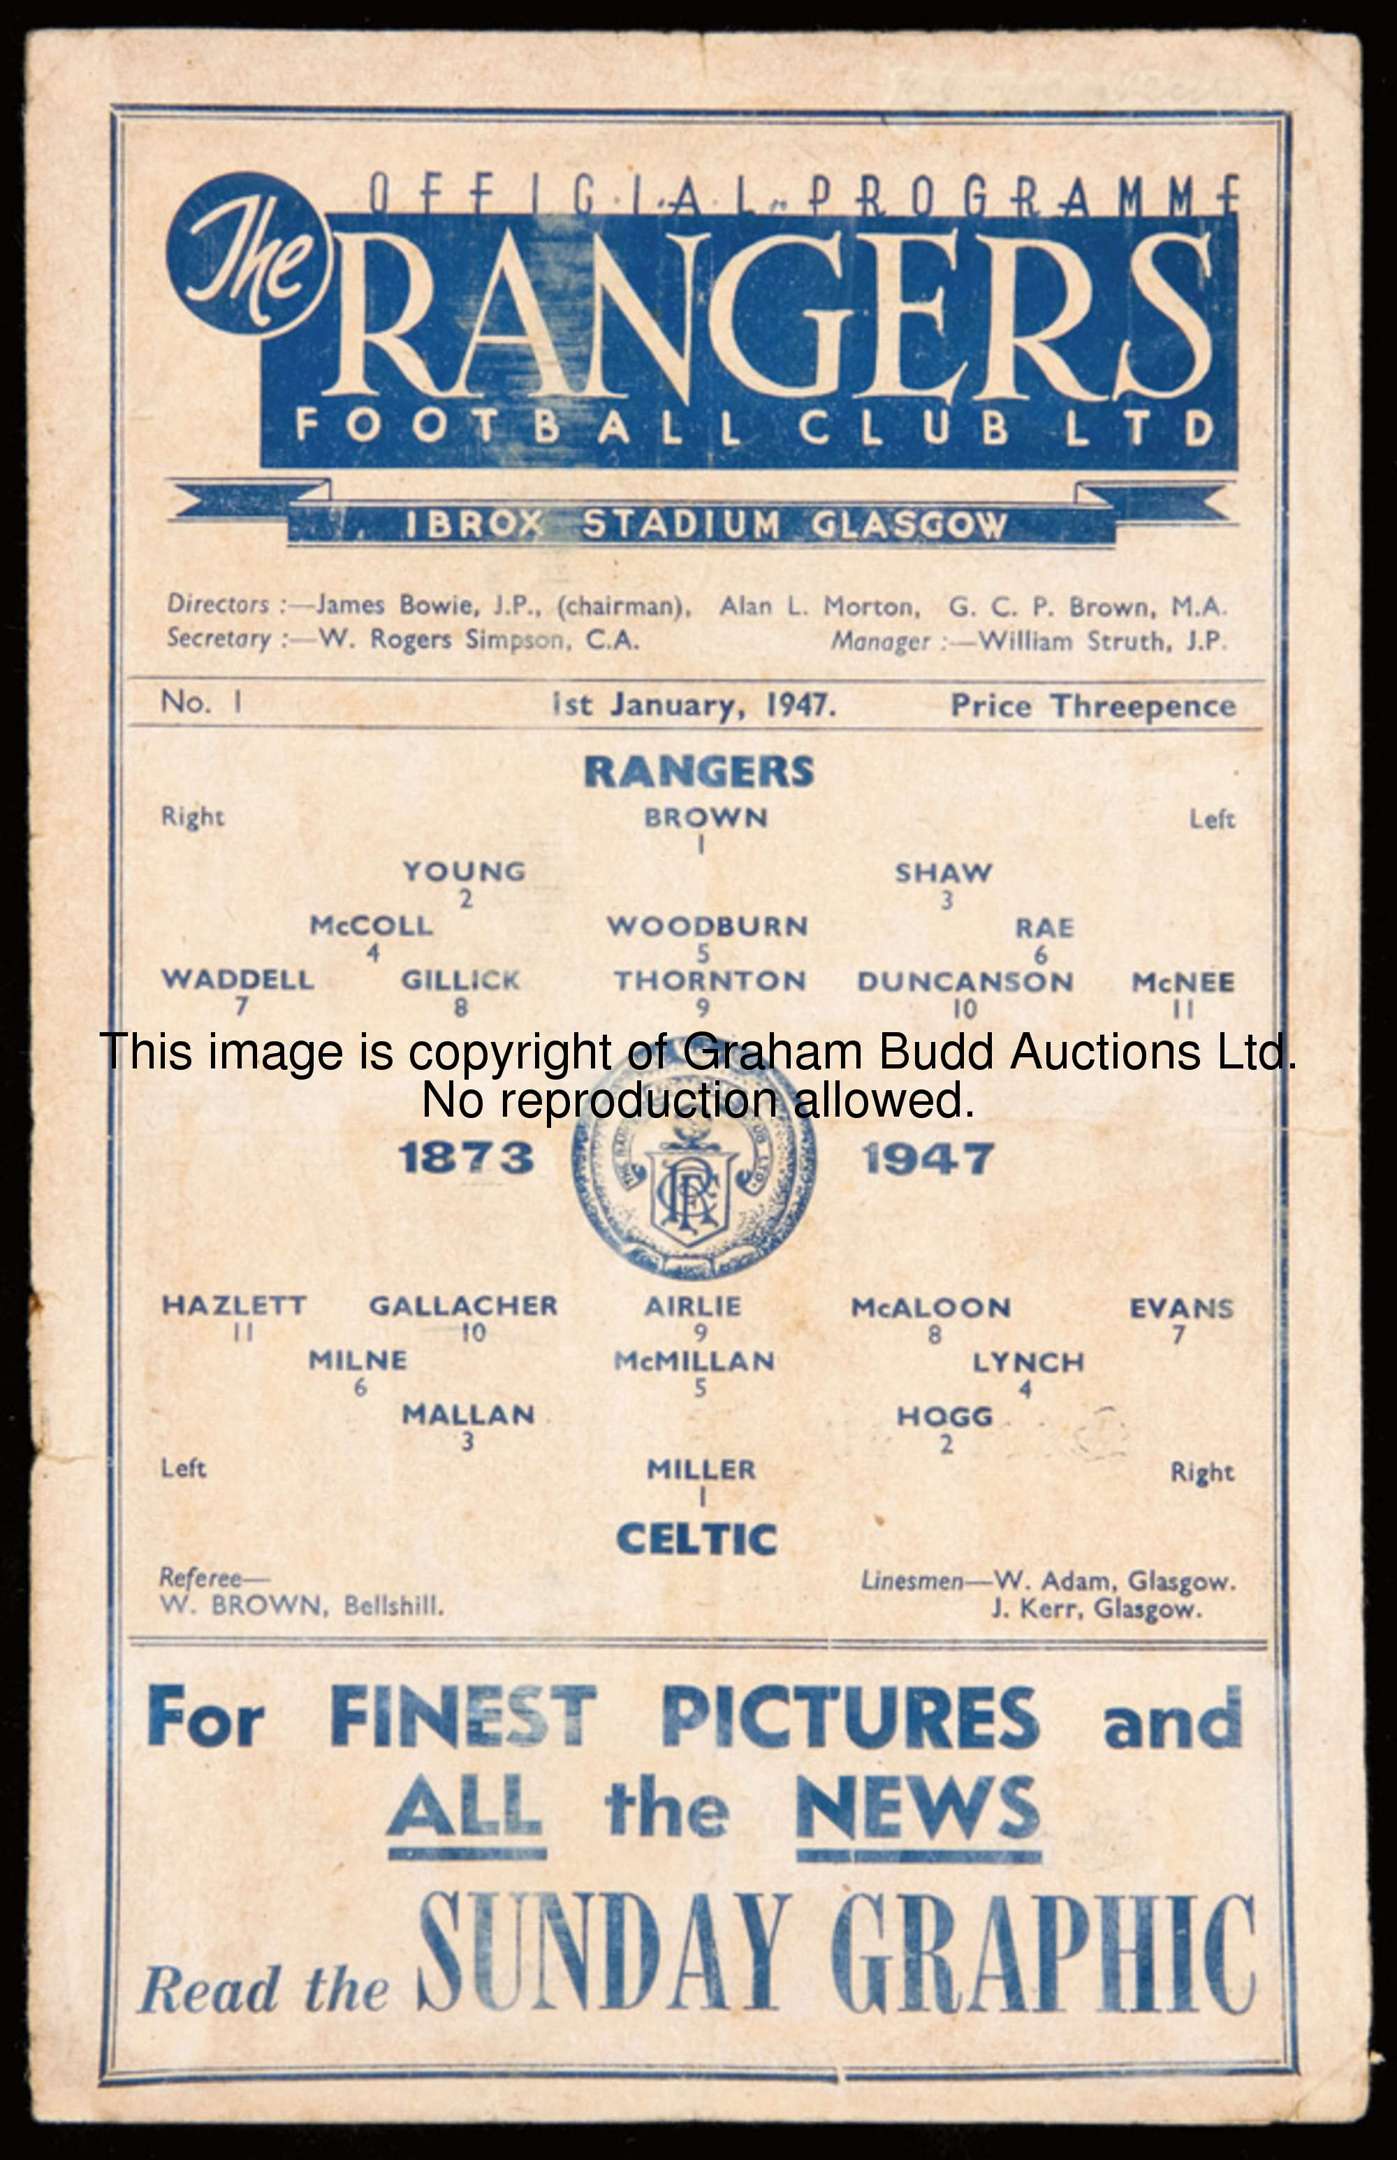 OFFICIAL PROGRAMME
The RANGERS
FOOTBALL CLUB LTD
IBROX STADIUM GLASGOW
Directors :—James Bowie, J.P., (chairman), Alan L. Morton, G. C. P. Brown, M.A.
Secretary :—W. Rogers Simpson, C.A. Manager :—William Struth, J.P.
No. 1 1st January, 1947. Price Threepence
RANGERS
Right BROWN Left
1
YOUNG SHAW
2 3
McCOLL WOODBURN RAE
4 5 6
WADDELL GILLICK THORNTON DUNCANSON McNEE
7 8 9 10 11
This image is copyright of Graham Budd Auctions Ltd.
No reproduction allowed.
1873 1947
HAZLETT GALLACHER AIRLIE McALOON EVANS
11 10 9 8 7
MILNE McMILLAN LYNCH
6 5 4
MALLAN HOGG
3 2
Left MILLER Right
1
CELTIC
Referee— Linesmen—W. Adam, Glasgow.
W. BROWN, Bellshill. J. Kerr, Glasgow.
For FINEST PICTURES and
ALL the NEWS
Read the SUNDAY GRAPHIC